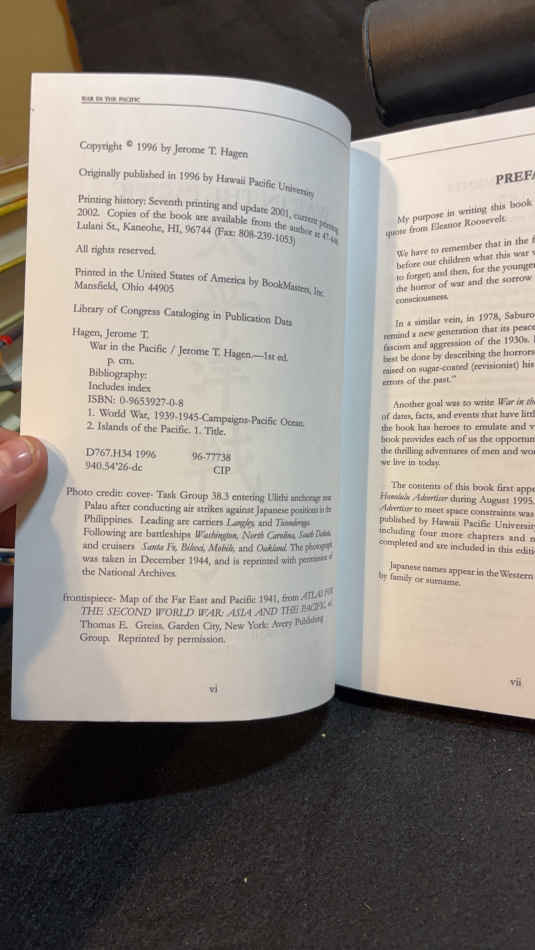 WAR IN THE PACIFIC
Copyright © 1996 by Jerome T. Hagen
Originally published in 1996 by Hawaii Pacific University
Printing history: Seventh printing and update 2001, current printing
2002. Copies of the book are available from the author at
Lulani St., Kaneohe, HI, 96744 (Fax: 808-239-1053)
All rights reserved.
Printed in the United States of America by BookMasters, Inc.
Mansfield, Ohio 44905
Library of Congress Cataloging in Publication Data
Hagen, Jerome T.
War in the Pacific / Jerome T. Hagen.—1st ed.
p. cm.
Bibliography:
Includes index
ISBN: 0-9653927-0-8
1. World War, 1939-1945-Campaigns-Pacific Ocean.
2. Islands of the Pacific. 1. Title.
D767.H34 1996 96-77738
940.54'26-dc CIP
Photo credit: cover- Task Group 38.3 entering Ulithi anchorage near
Palau after conducting air strikes against Japanese positions in the
Philippines. Leading are carriers Langley, and Ticonderoga.
Following are battleships Washington, North Carolina, South Dakota,
and cruisers Santa Fe, Biloxi, Mobile, and Oakland. The photograph
was taken in December 1944, and is reprinted with permission of
the National Archives.
frontispiece- Map of the Far East and Pacific 1941, from ATLAS FOR
THE SECOND WORLD WAR: ASIA AND THE PACIFIC, ed.
Thomas E. Greiss. Garden City, New York: Avery Publishing
Group. Reprinted by permission.
vi
PREFA
My purpose in writing this book
quote from Eleanor Roosevelt.
We have to remember that in the
before our children what this war
to forget; and then, for the younger
the horror of war and the sorrow
consciousness.
In a similar vein, in 1978, Saburo
remind a new generation that its peace
fascism and aggression of the 1930s.
best be done by describing the horrors
raised on sugar-coated (revisionist) his
errors of the past."
Another goal was to write War in the
of dates, facts, and events that have
the book has heroes to emulate and
book provides each of us the
the thrilling adventures of men and
we live in today.
The contents of this book first
Honolulu Advertiser during August 1995.
Advertiser to meet space constraints was
published by Hawaii Pacific University
including four more chapters and
completed and are included in this
Japanese names appear in the Western
by family or surname.
vii